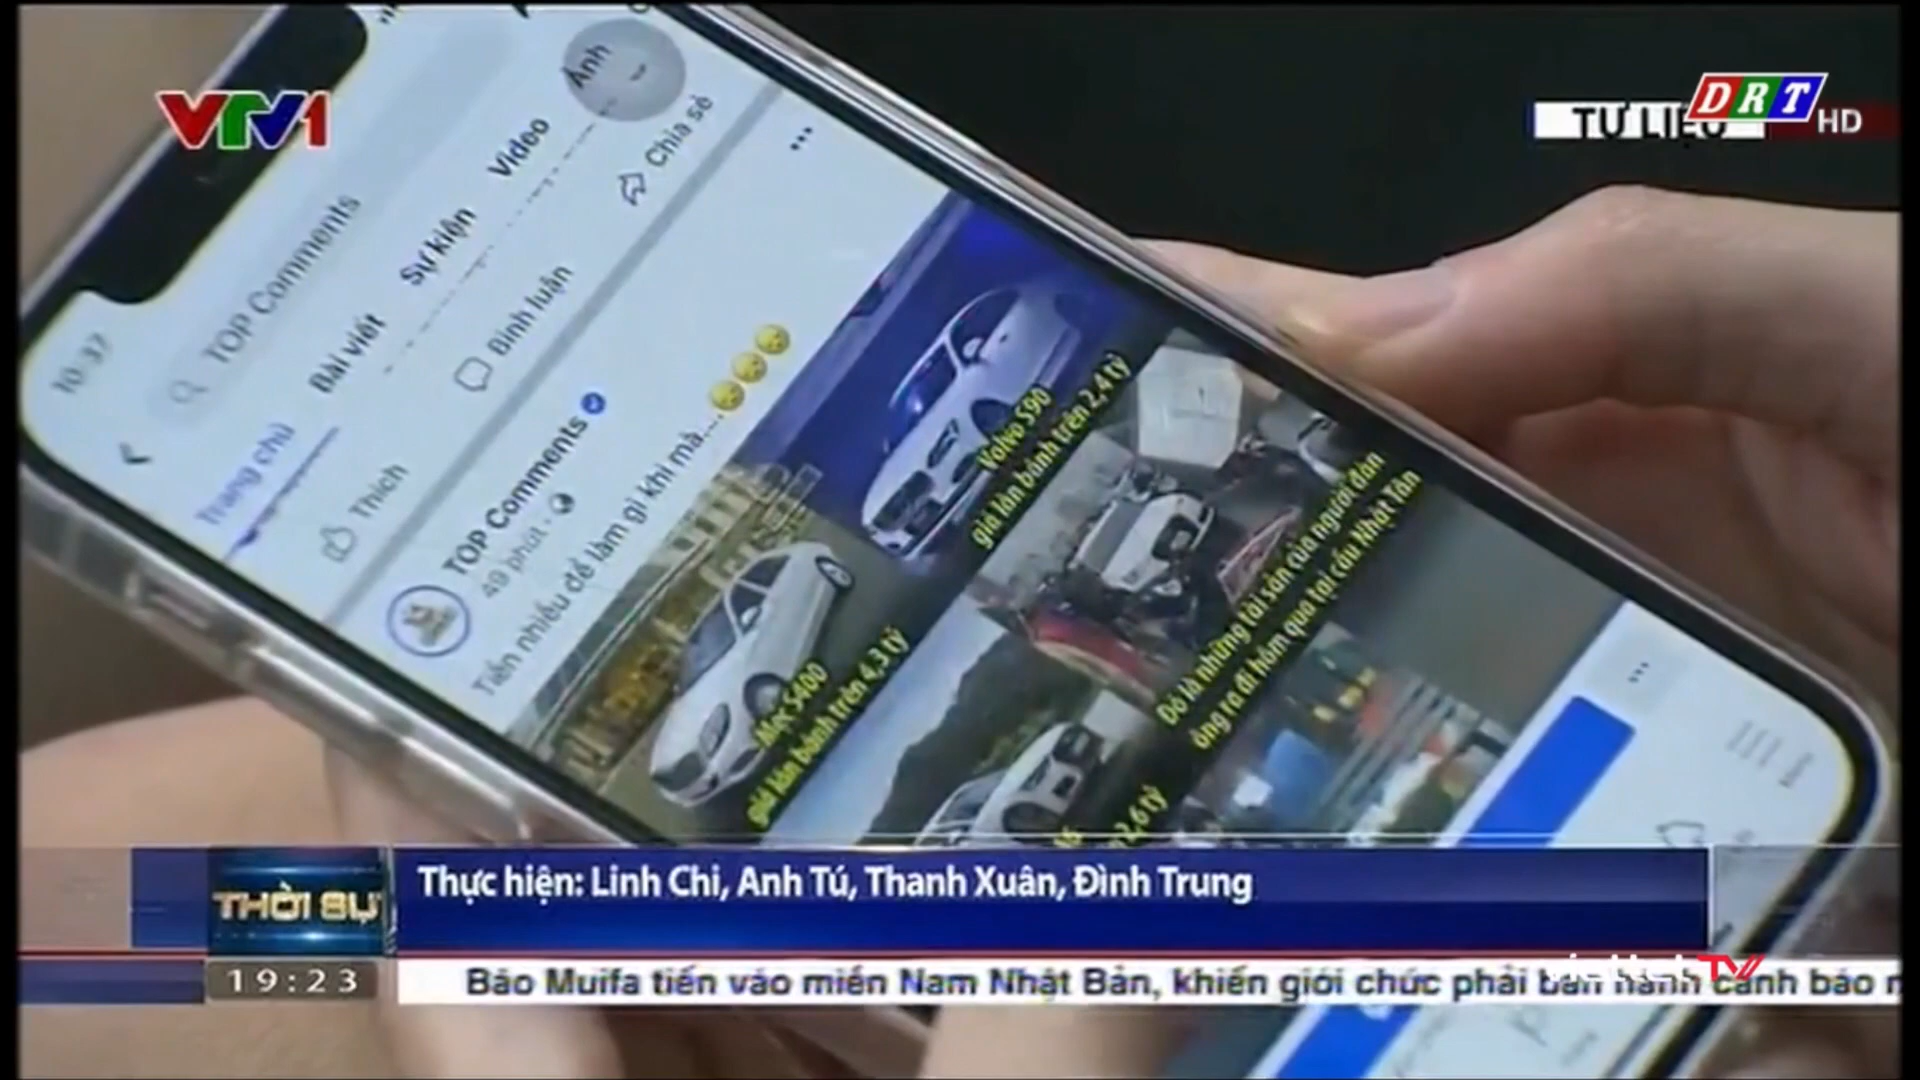 VTV1
TƯ LIỆU
DRT HD
10:37
TOP Comments
Trang chủ
Bài viết
Sự kiện
Video
Ảnh
Thích
Bình luận
Chia sẻ
TOP Comments
49 phút
Tiền nhiều để làm gì khi mà....
Volvo S90
giá lăn bánh trên 2,4 tỷ
Mec S400
giá lăn bánh trên 4,3 tỷ
Đó là những tài sản của người đàn
ông ra đi hôm qua tại cầu Nhật Tân
2,6 tỷ
THỜI SỰ
Thực hiện: Linh Chi, Anh Tú, Thanh Xuân, Đình Trung
19:23
Bão Muifa tiến vào miền Nam Nhật Bản, khiến giới chức phải ban hành cảnh báo
viettel TV